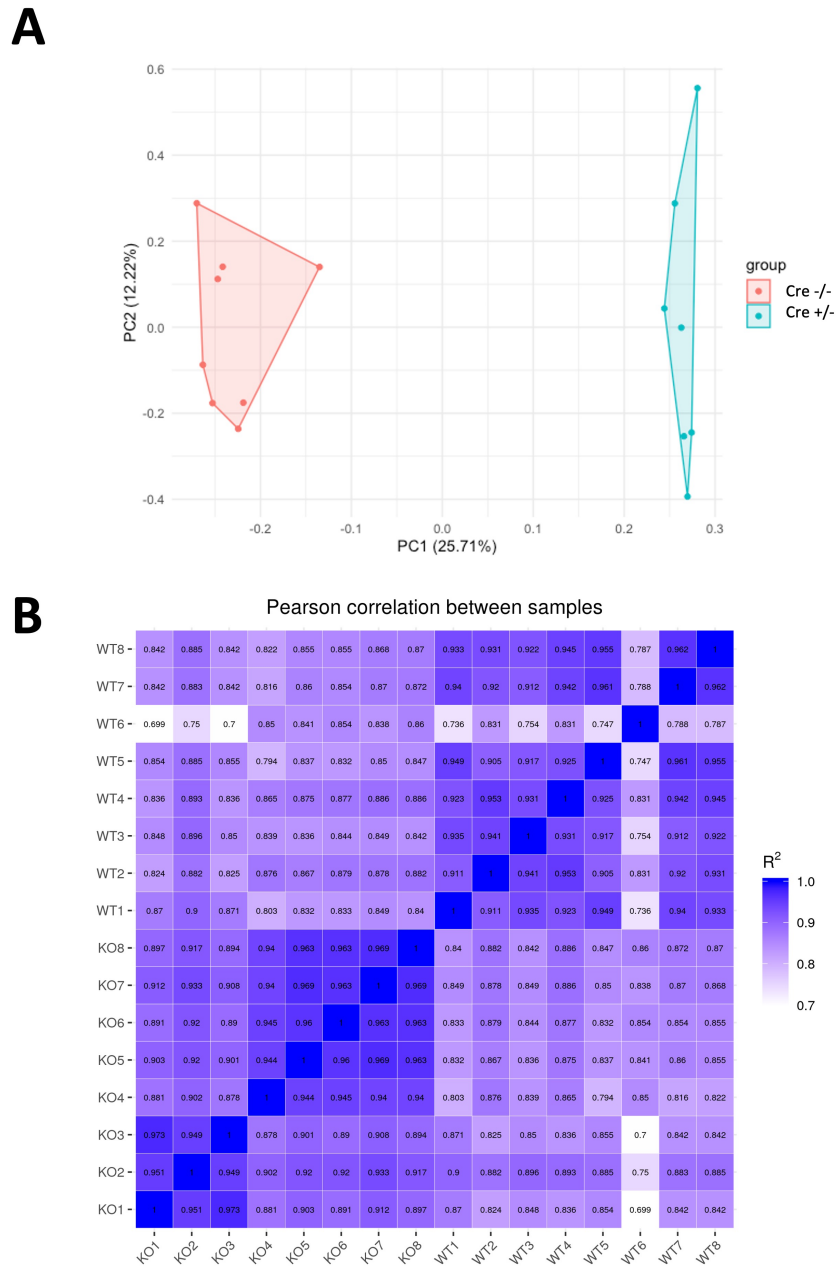 A
0.6
0.4
0.2
0.0
-0.2
-0.4
PC2 (12.22%)
-0.2 -0.1 0.0 0.1 0.2 0.3
PC1 (25.71%)
group
Cre -/-
Cre +/-
B
Pearson correlation between samples
WT8 0.842 0.885 0.842 0.822 0.855 0.855 0.868 0.87 0.933 0.931 0.922 0.945 0.955 0.787 0.962 1
WT7 0.842 0.883 0.842 0.816 0.86 0.854 0.87 0.872 0.94 0.92 0.912 0.942 0.961 0.788 1 0.962
WT6 0.699 0.75 0.7 0.85 0.841 0.854 0.838 0.86 0.736 0.831 0.754 0.831 0.747 1 0.788 0.787
WT5 0.854 0.885 0.855 0.794 0.837 0.832 0.85 0.847 0.949 0.905 0.917 0.925 1 0.747 0.961 0.955
WT4 0.836 0.893 0.836 0.865 0.875 0.877 0.886 0.886 0.923 0.953 0.931 1 0.925 0.831 0.942 0.945
WT3 0.848 0.896 0.85 0.839 0.836 0.844 0.849 0.842 0.935 0.941 1 0.931 0.917 0.754 0.912 0.922
WT2 0.824 0.882 0.825 0.876 0.867 0.879 0.878 0.882 0.911 1 0.941 0.953 0.905 0.831 0.92 0.931
WT1 0.87 0.9 0.871 0.803 0.832 0.833 0.849 0.84 1 0.911 0.935 0.923 0.949 0.736 0.94 0.933
KO8 0.897 0.917 0.894 0.94 0.963 0.963 0.969 1 0.84 0.882 0.842 0.886 0.847 0.86 0.872 0.87
KO7 0.912 0.933 0.908 0.94 0.969 0.963 1 0.969 0.849 0.878 0.849 0.886 0.85 0.838 0.87 0.868
KO6 0.891 0.92 0.89 0.945 0.96 1 0.963 0.963 0.833 0.879 0.844 0.877 0.832 0.854 0.854 0.855
KO5 0.903 0.92 0.901 0.944 1 0.96 0.969 0.963 0.832 0.867 0.836 0.875 0.837 0.841 0.86 0.855
KO4 0.881 0.902 0.878 1 0.944 0.945 0.94 0.94 0.803 0.876 0.839 0.865 0.794 0.85 0.816 0.822
KO3 0.973 0.949 1 0.878 0.901 0.89 0.908 0.894 0.871 0.825 0.85 0.836 0.855 0.7 0.842 0.842
KO2 0.951 1 0.949 0.902 0.92 0.92 0.933 0.917 0.9 0.882 0.896 0.893 0.885 0.75 0.883 0.885
KO1 1 0.951 0.973 0.881 0.903 0.891 0.912 0.897 0.87 0.824 0.848 0.836 0.854 0.699 0.842 0.842
KO1 KO2 KO3 KO4 KO5 KO6 KO7 KO8 WT1 WT2 WT3 WT4 WT5 WT6 WT7 WT8
R²
1.0
0.9
0.8
0.7